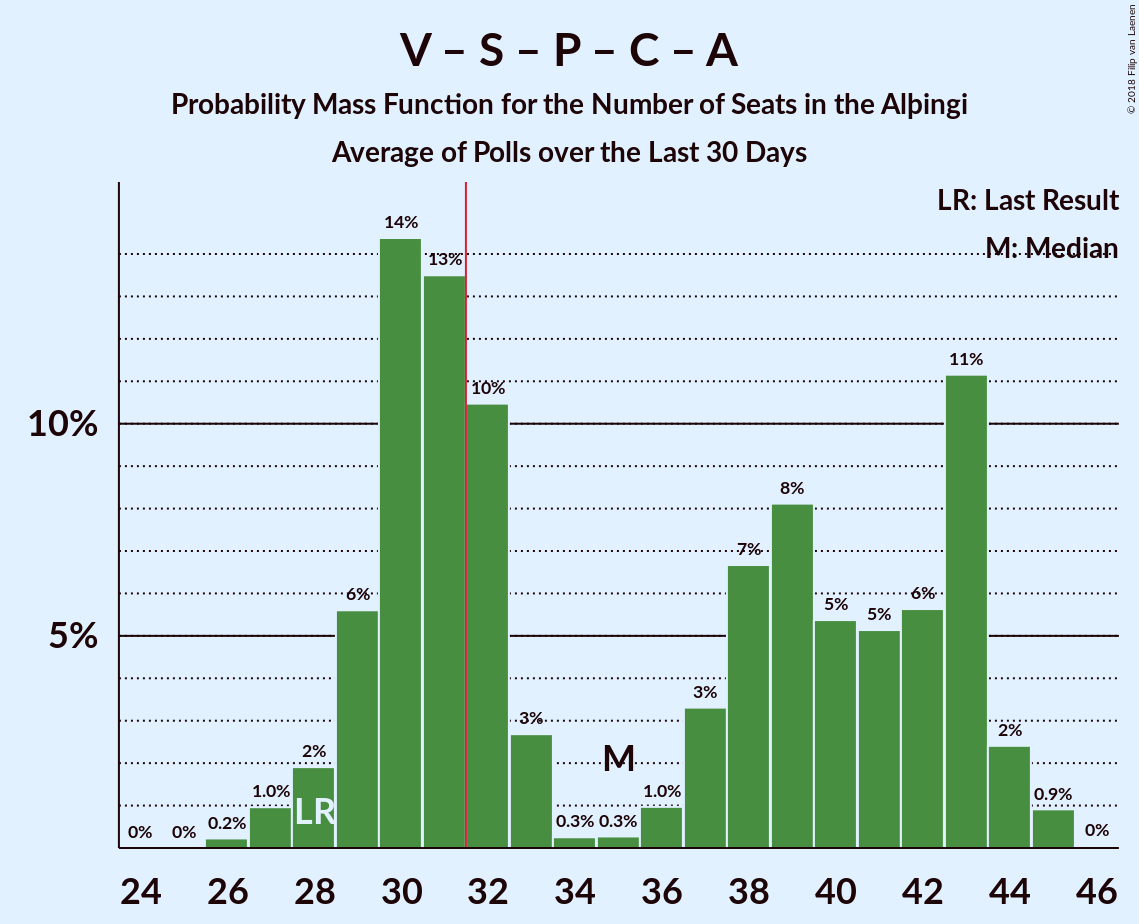 V – S – P – C – A
Probability Mass Function for the Number of Seats in the Alþingi
Average of Polls over the Last 30 Days
© 2018 Filip van Laenen
LR: Last Result
M: Median
14%
13%
11%
10%
10%
8%
7%
6%
6%
5%
5%
5%
3%
3%
M
2%
2%
1.0%
1.0%
0.9%
LR
0.2%
0.3%
0.3%
0%
0%
0%
24 26 28 30 32 34 36 38 40 42 44 46